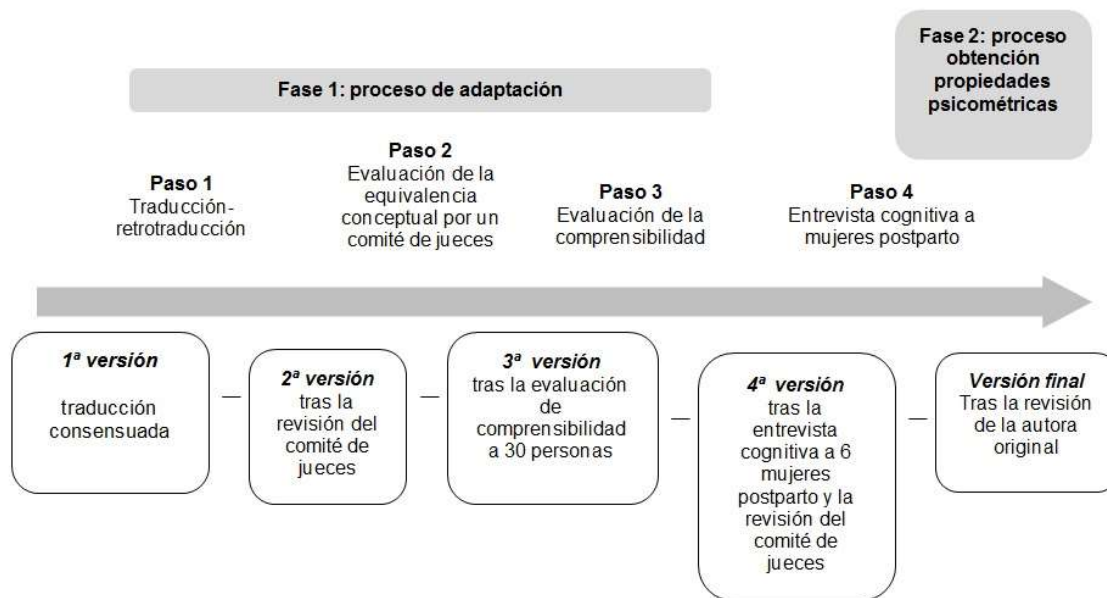 Fase 2: proceso
obtención
propiedades
psicométricas
Fase 1: proceso de adaptación
Paso 1
Traducción-
retrotraducción
Paso 2
Evaluación de la
equivalencia
conceptual por un
comité de jueces
Paso 3
Evaluación de la
comprensibilidad
Paso 4
Entrevista cognitiva a
mujeres postparto
1ª versión
traducción
consensuada
2ª versión
tras la
revisión del
comité de
jueces
3ª versión
tras la evaluación
de
comprensibilidad
a 30 personas
4ª versión
tras la
entrevista
cognitiva a 6
mujeres
postparto y la
revisión del
comité de
jueces
Versión final
Tras la revisión
de la autora
original